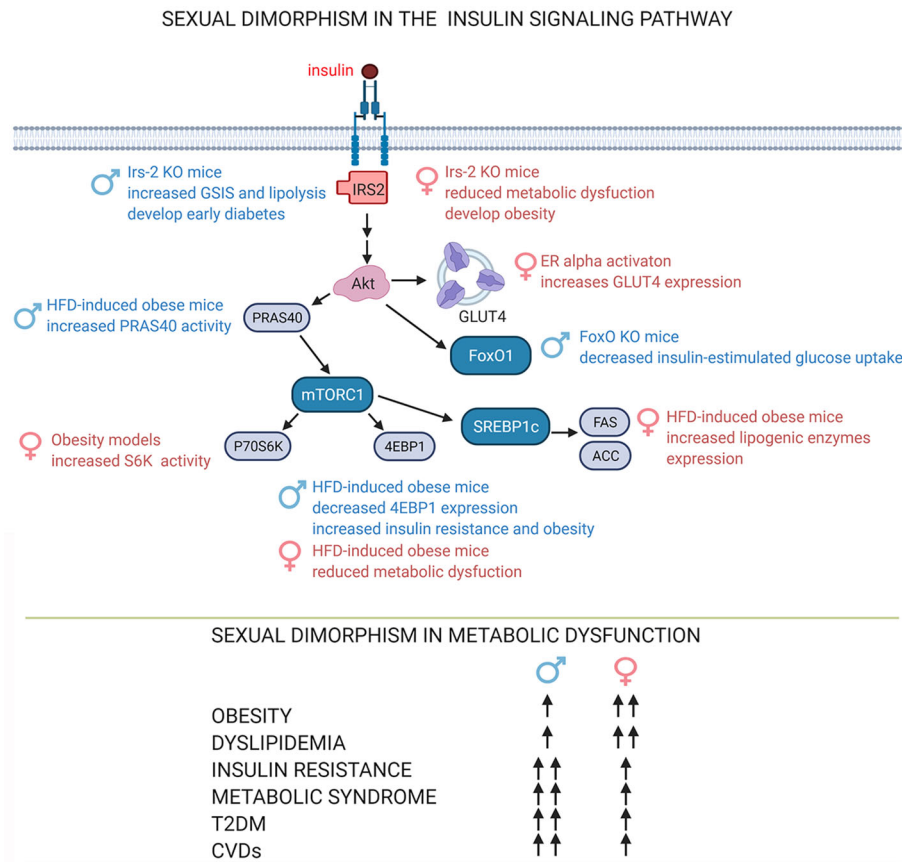 SEXUAL DIMORPHISM IN THE INSULIN SIGNALING PATHWAY
insulin
♂ Irs-2 KO mice
increased GSIS and lipolysis
develop early diabetes
IRS2
♀ Irs-2 KO mice
reduced metabolic dysfuction
develop obesity
Akt
GLUT4
♀ ER alpha activaton
increases GLUT4 expression
♂ HFD-induced obese mice
increased PRAS40 activity
PRAS40
FoxO1
♂ FoxO KO mice
decreased insulin-estimulated glucose uptake
mTORC1
SREBP1c
FAS
ACC
♀ HFD-induced obese mice
increased lipogenic enzymes
expression
♀ Obesity models
increased S6K activity
P70S6K
4EBP1
♂ HFD-induced obese mice
decreased 4EBP1 expression
increased insulin resistance and obesity
♀ HFD-induced obese mice
reduced metabolic dysfuction
SEXUAL DIMORPHISM IN METABOLIC DYSFUNCTION
♂ ♀
OBESITY ↑ ↑↑
DYSLIPIDEMIA ↑ ↑↑
INSULIN RESISTANCE ↑↑ ↑
METABOLIC SYNDROME ↑↑ ↑
T2DM ↑↑ ↑
CVDs ↑↑ ↑